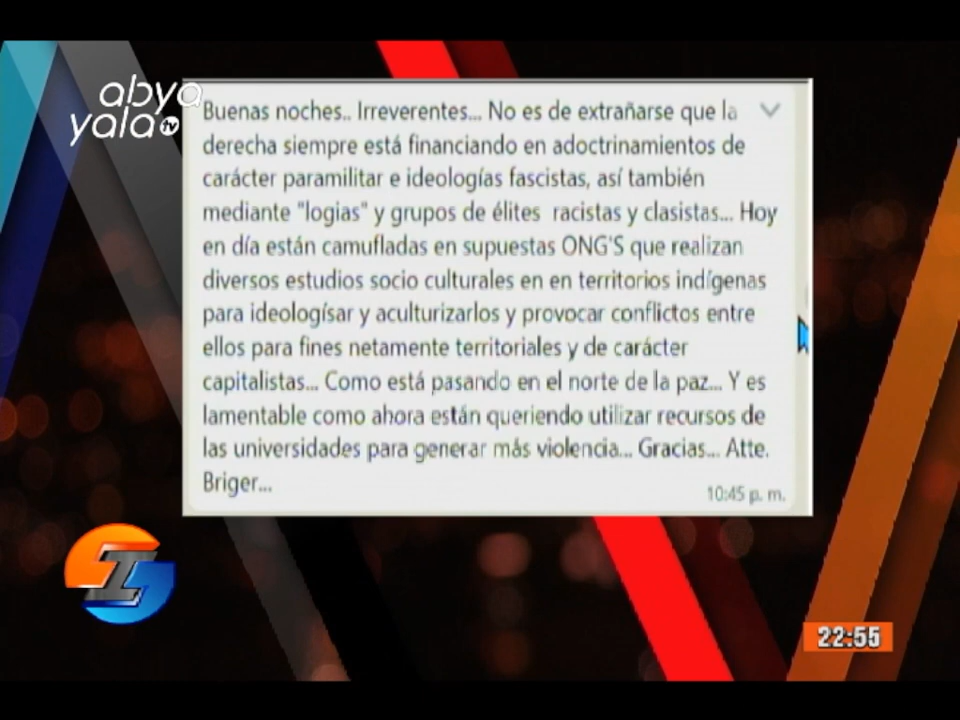 abya
yala tv
Buenas noches.. Irreverentes... No es de extrañarse que la
derecha siempre está financiando en adoctrinamientos de
carácter paramilitar e ideologías fascistas, así también
mediante "logias" y grupos de élites racistas y clasistas... Hoy
en día están camufladas en supuestas ONG'S que realizan
diversos estudios socio culturales en en territorios indígenas
para ideologísar y aculturizarlos y provocar conflictos entre
ellos para fines netamente territoriales y de carácter
capitalistas... Como está pasando en el norte de la paz... Y es
lamentable como ahora están queriendo utilizar recursos de
las universidades para generar más violencia... Gracias... Atte.
Briger...
10:45 p. m.
I
22:55